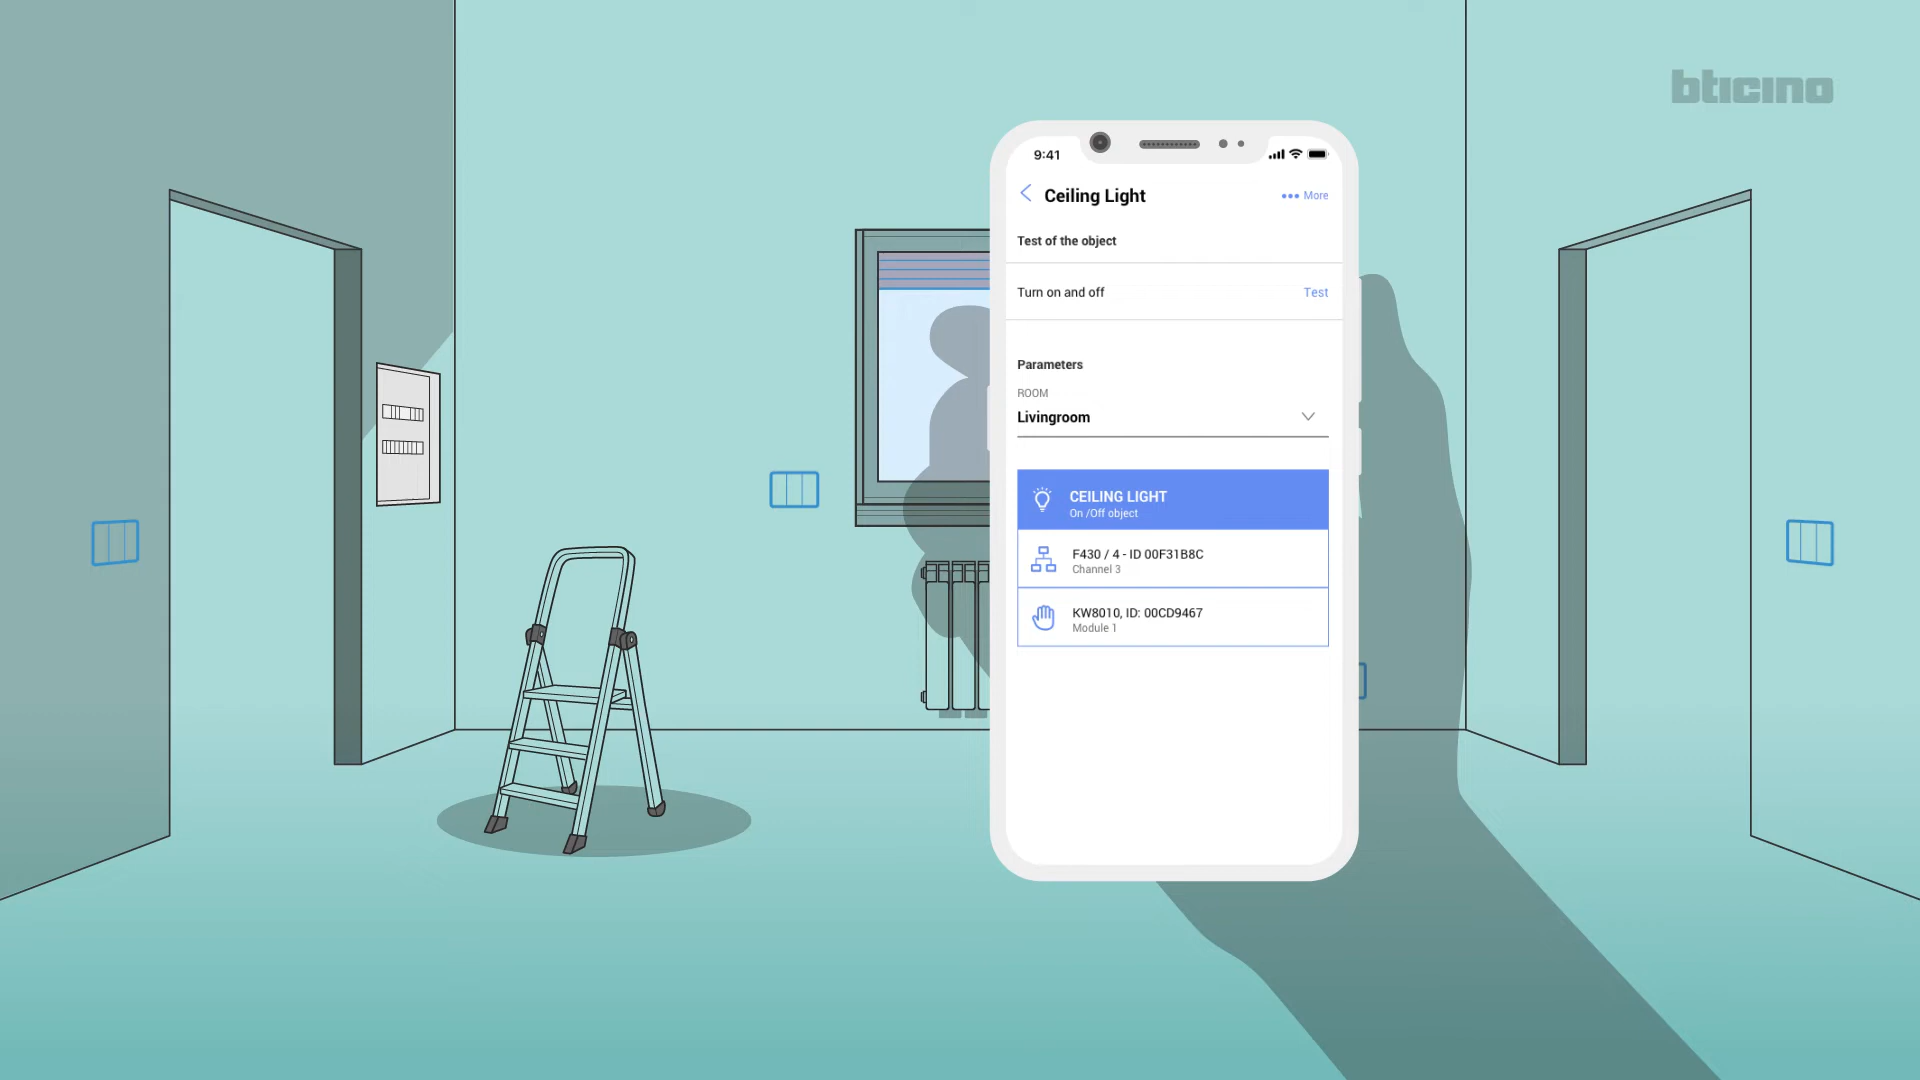 bticino
9:41
Ceiling Light
••• More
Test of the object
Turn on and off
Test
Parameters
ROOM
Livingroom
CEILING LIGHT
On /Off object
F430 / 4 - ID 00F31B8C
Channel 3
KW8010, ID: 00CD9467
Module 1